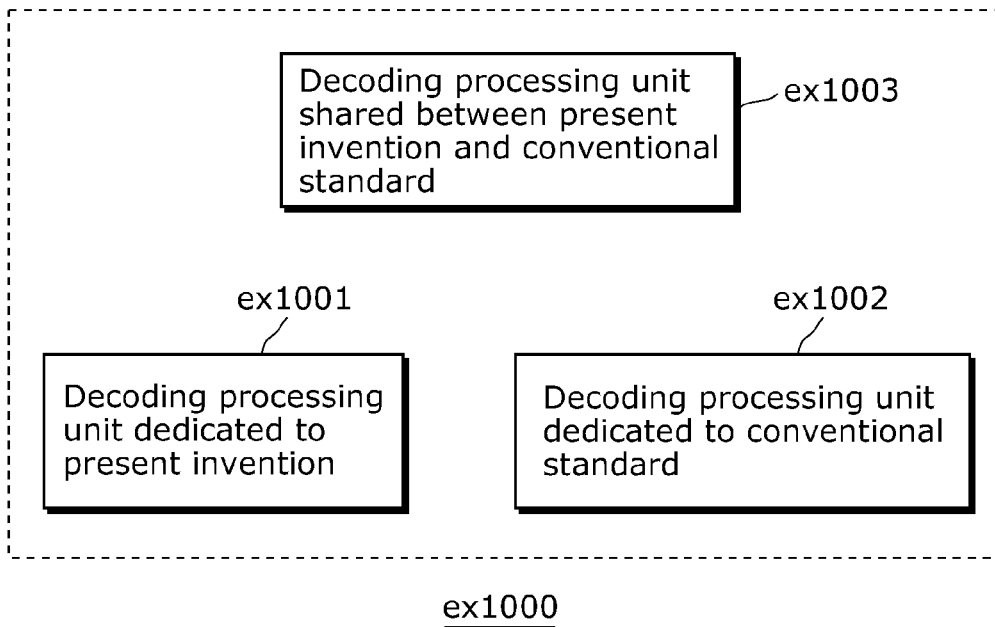 Decoding processing unit
shared between present
invention and conventional
standard
ex1003
ex1001
Decoding processing
unit dedicated to
present invention
ex1002
Decoding processing unit
dedicated to conventional
standard
ex1000